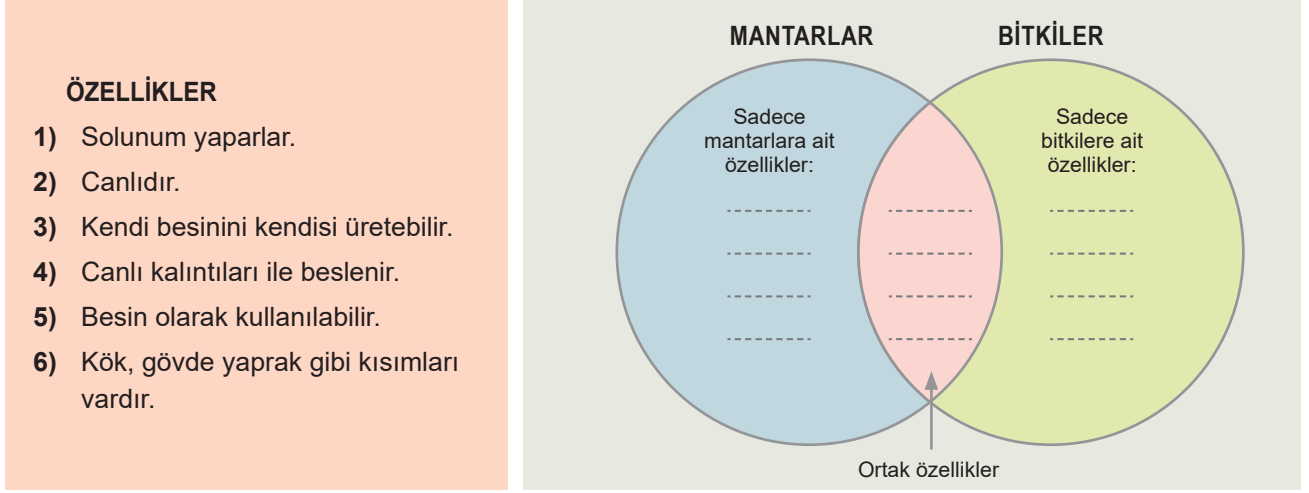 ÖZELLİKLER
1) Solunum yaparlar.
2) Canlıdır.
3) Kendi besinini kendisi üretebilir.
4) Canlı kalıntıları ile beslenir.
5) Besin olarak kullanılabilir.
6) Kök, gövde yaprak gibi kısımları
vardır.
MANTARLAR
BİTKİLER
Sadece
mantarlara ait
özellikler:
Sadece
bitkilere ait
özellikler:
Ortak özellikler